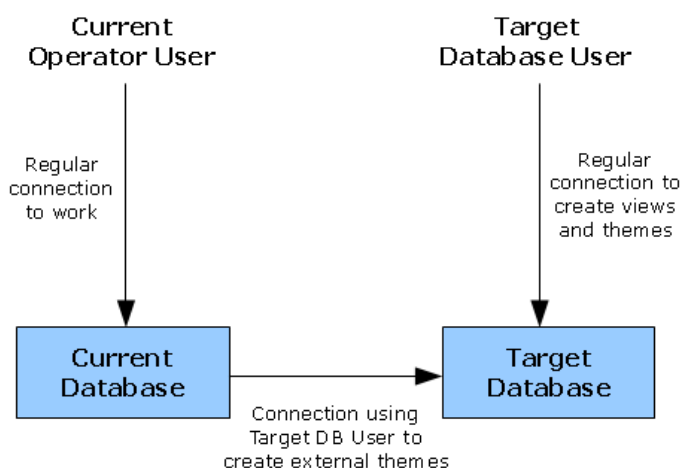 Current
Operator User
Target
Database User
Regular
connection
to work
Regular
connection to
create views
and themes
Current
Database
Target
Database
Connection using
Target DB User to
create external themes